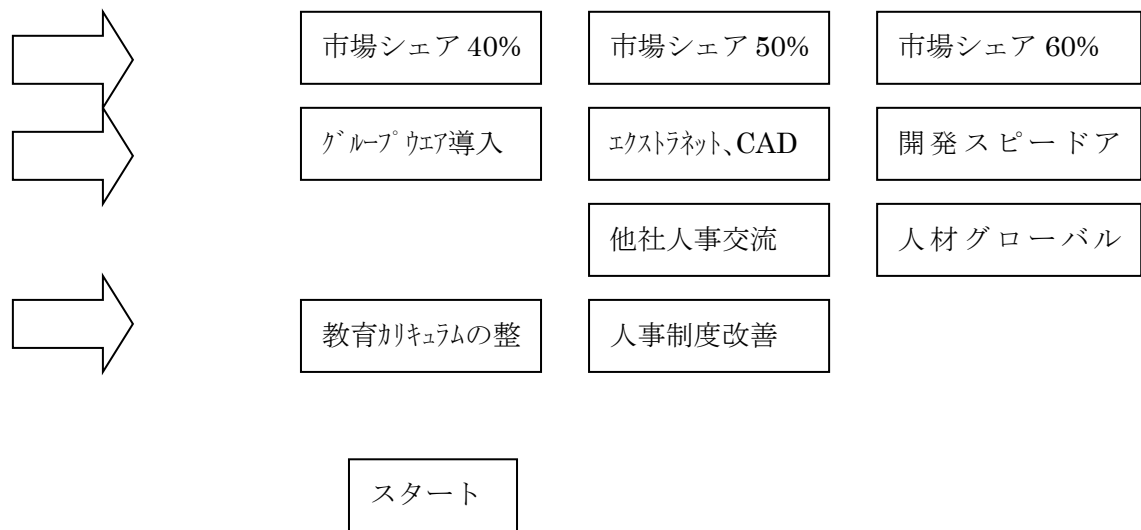 市場シェア 40%
市場シェア 50%
市場シェア 60%
ｸﾞﾙｰﾌﾟｳｴｱ導入
ｴｸｽﾄﾗﾈｯﾄ、CAD
開発スピードア
他社人事交流
人材グローバル
教育ｶﾘｷｭﾗﾑの整
人事制度改善
スタート